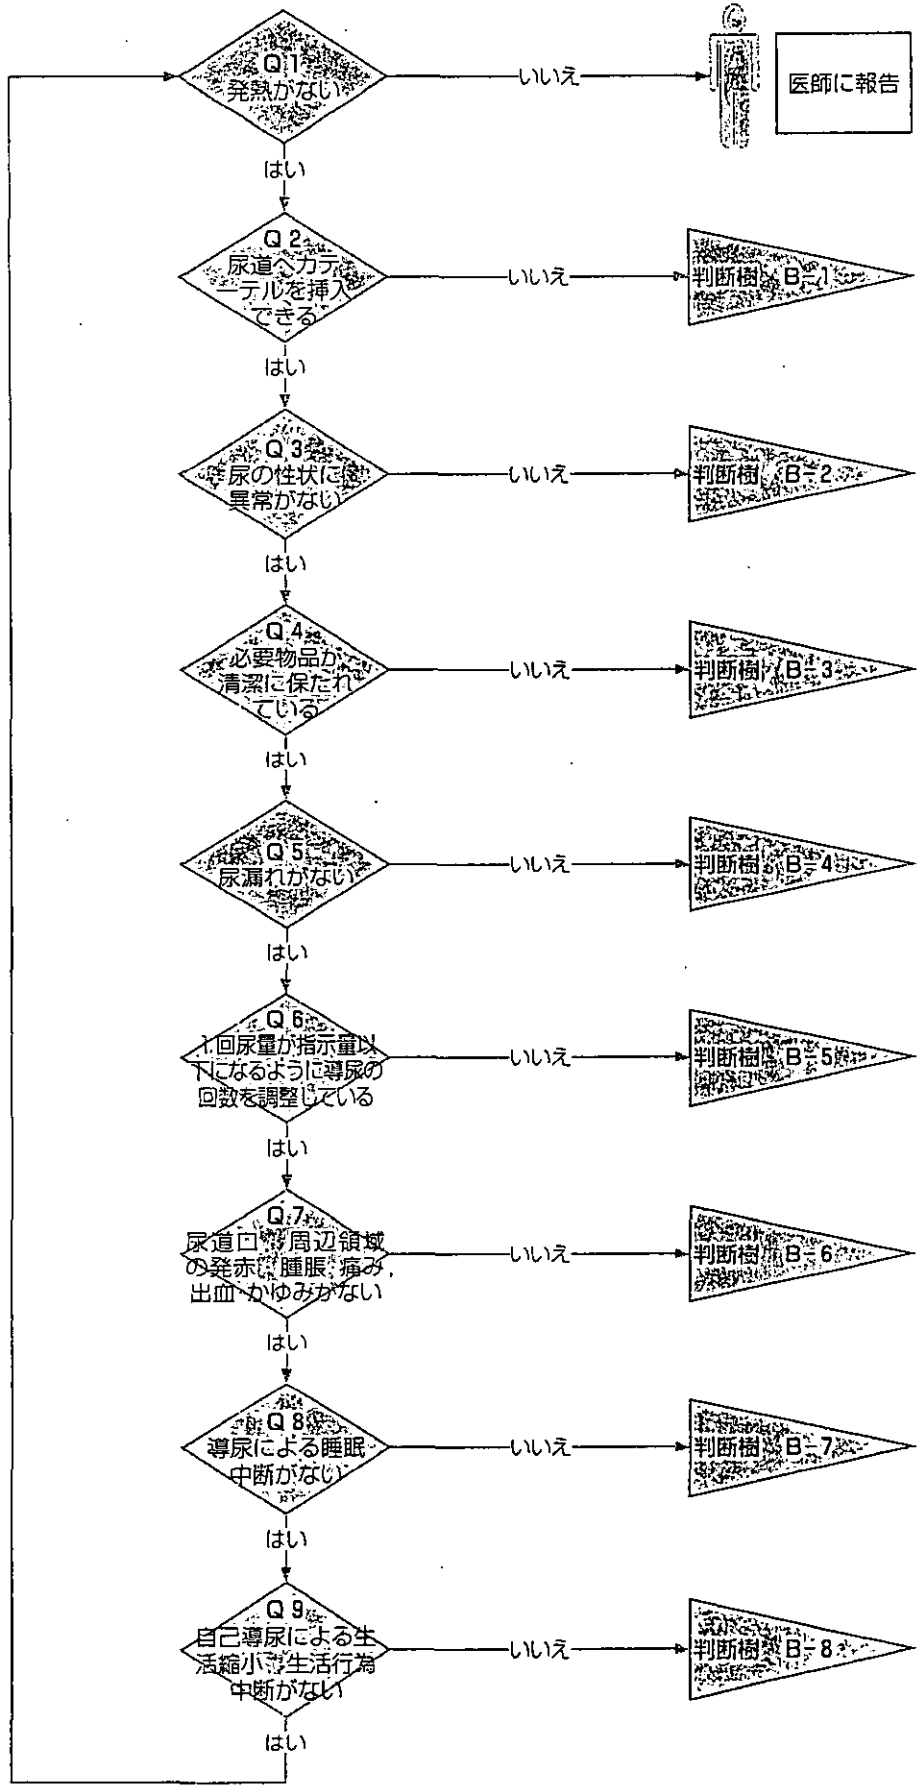 Q 1
発熱がない
いいえ
医師に報告
はい
Q 2
尿道へカテ
ーテルを挿入
できる
いいえ
判断樹 B-1
はい
Q 3
尿の性状に
異常がない
いいえ
判断樹 B-2
はい
Q 4
必要物品が
清潔に保たれ
ている
いいえ
判断樹 B-3
はい
Q 5
尿漏れがない
いいえ
判断樹 B-4
はい
Q 6
1回尿量が指示量以
下になるように導尿の
回数を調整している
いいえ
判断樹 B-5
はい
Q 7
尿道口 周辺領域
の発赤, 腫脹, 痛み,
出血 かゆみがない
いいえ
判断樹 B-6
はい
Q 8
導尿による睡眠
中断がない
いいえ
判断樹 B-7
はい
Q 9
自己導尿による生
活縮小 生活行為
中断がない
いいえ
判断樹 B-8
はい